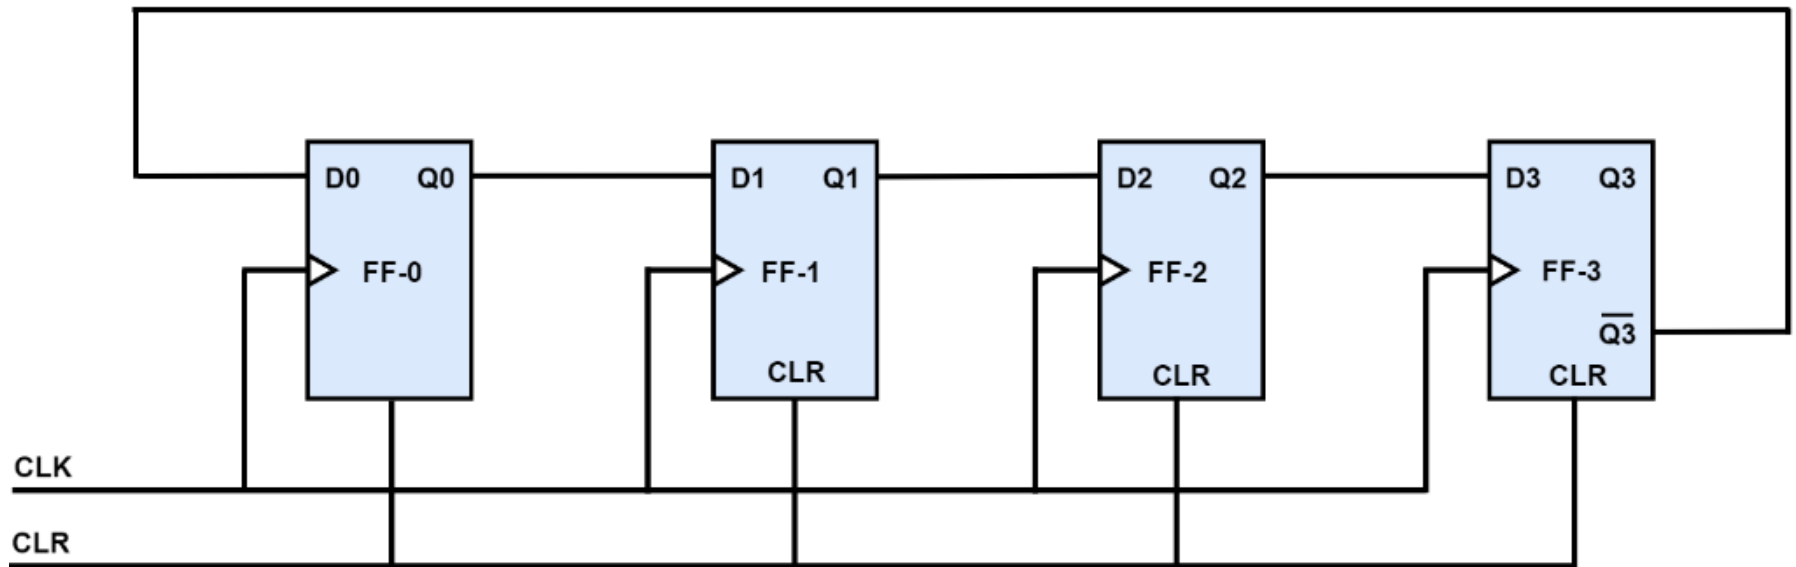 D0 Q0 D1 Q1 D2 Q2 D3 Q3
FF-0 FF-1 FF-2 FF-3
Q3̅
CLR CLR CLR
CLK
CLR